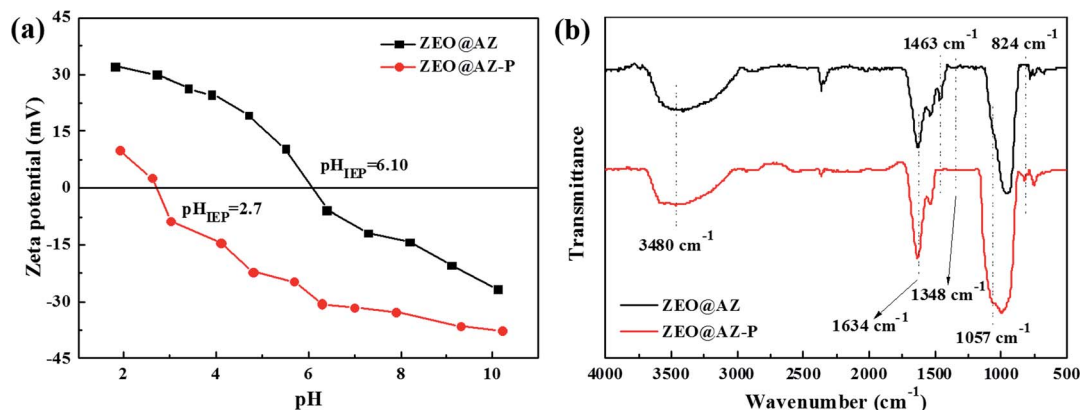 (a)
45
30
15
0
-15
-30
-45
Zeta potential (mV)
ZEO@AZ
ZEO@AZ-P
pH_IEP=6.10
pH_IEP=2.7
2
4
6
8
10
pH
(b)
1463 cm⁻¹
824 cm⁻¹
Transmittance
3480 cm⁻¹
1348 cm⁻¹
1634 cm⁻¹
1057 cm⁻¹
ZEO@AZ
ZEO@AZ-P
4000
3500
3000
2500
2000
1500
1000
500
Wavenumber (cm⁻¹)